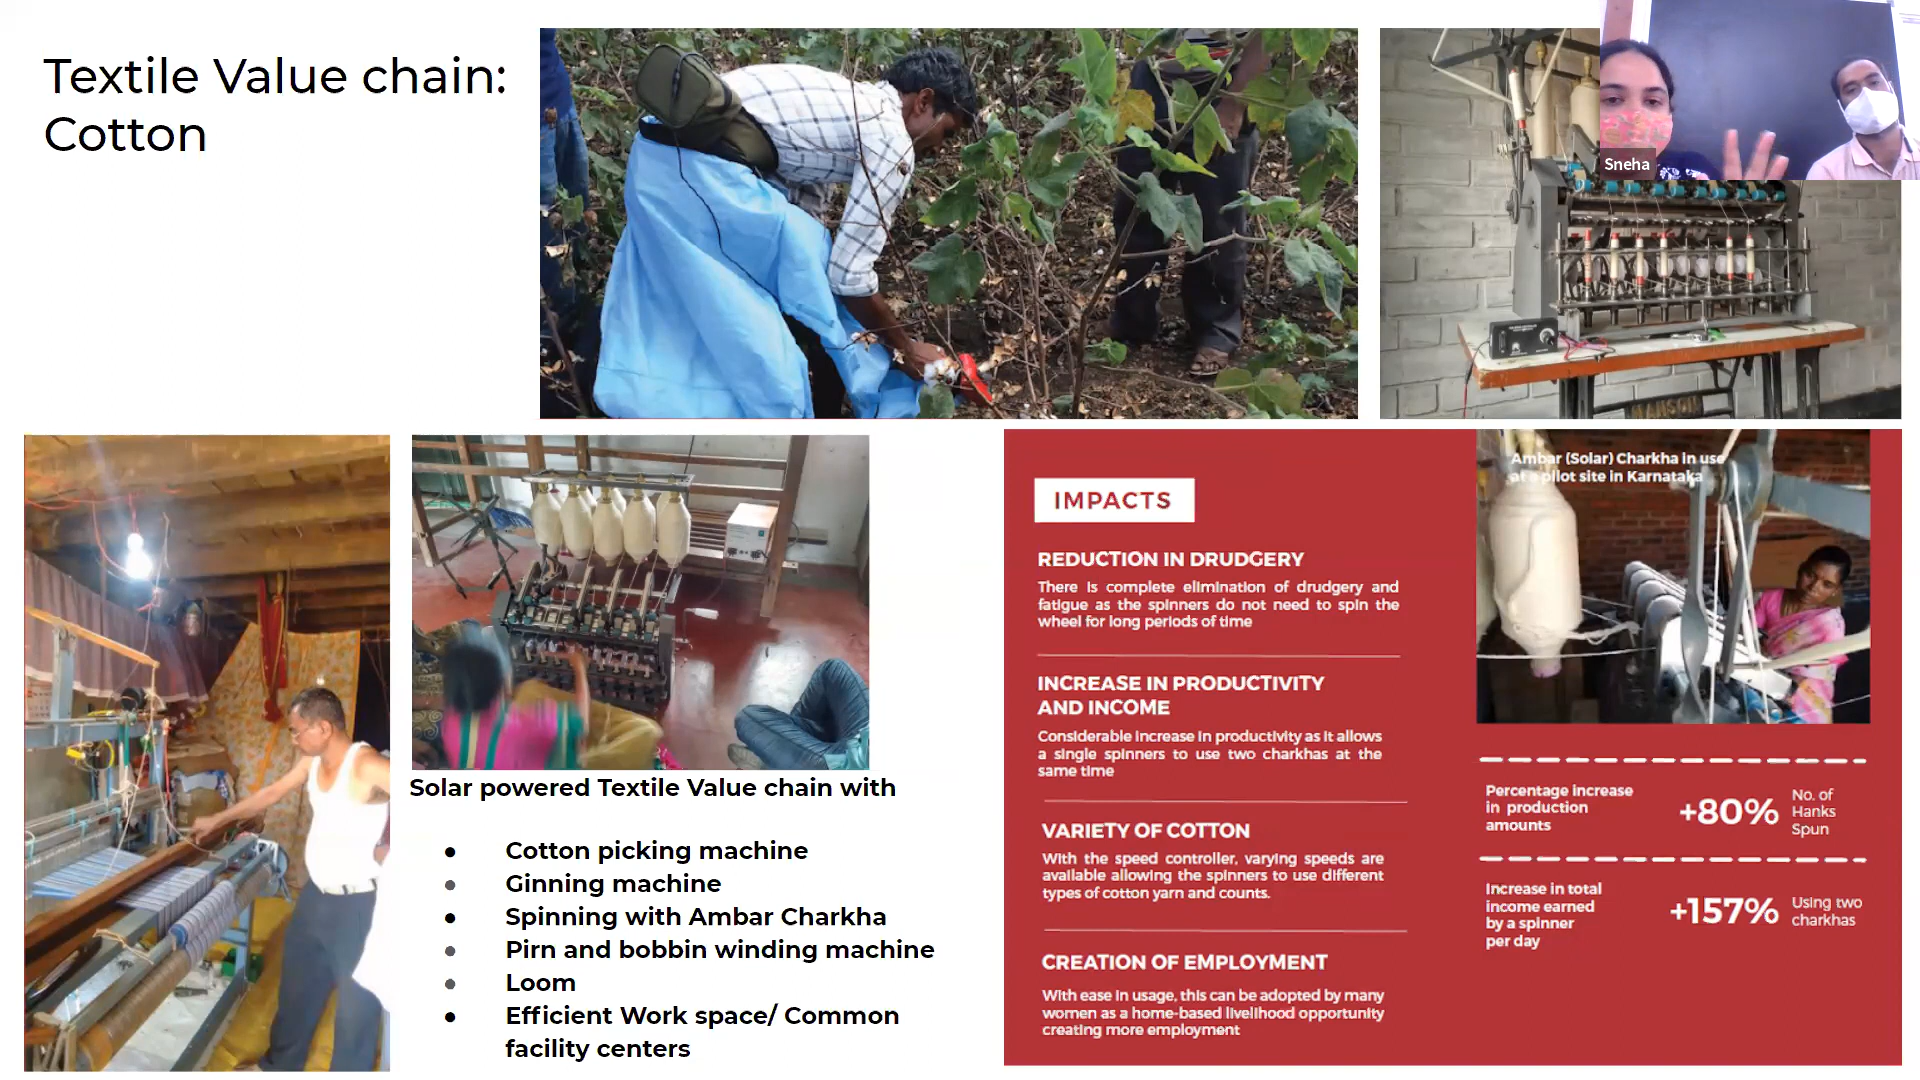 Textile Value chain:
Cotton
Sneha
MANSON
Solar powered Textile Value chain with
● Cotton picking machine
● Ginning machine
● Spinning with Ambar Charkha
● Pirn and bobbin winding machine
● Loom
● Efficient Work space/ Common
facility centers
IMPACTS
REDUCTION IN DRUDGERY
There is complete elimination of drudgery and
fatigue as the spinners do not need to spin the
wheel for long periods of time
INCREASE IN PRODUCTIVITY
AND INCOME
Considerable increase in productivity as it allows
a single spinners to use two charkhas at the
same time
VARIETY OF COTTON
With the speed controller, varying speeds are
available allowing the spinners to use different
types of cotton yarn and counts.
CREATION OF EMPLOYMENT
With ease in usage, this can be adopted by many
women as a home-based livelihood opportunity
creating more employment
Ambar (Solar) Charkha in use
at a pilot site in Karnataka
Percentage increase
in production
amounts
+80%
No. of
Hanks
Spun
Increase in total
income earned
by a spinner
per day
+157%
Using two
charkhas